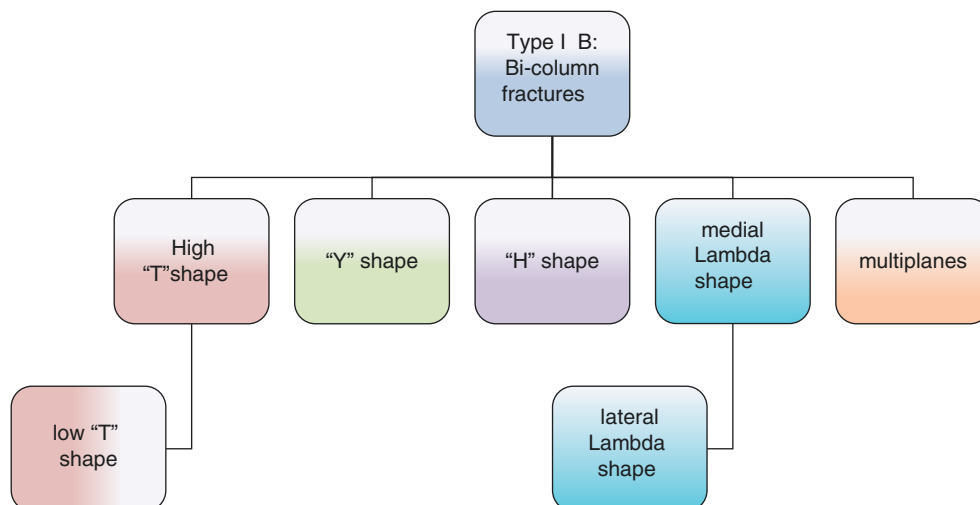 Type I B:
Bi-column
fractures
High
“T”shape
“Y” shape
“H” shape
medial
Lambda
shape
multiplanes
low “T”
shape
lateral
Lambda
shape